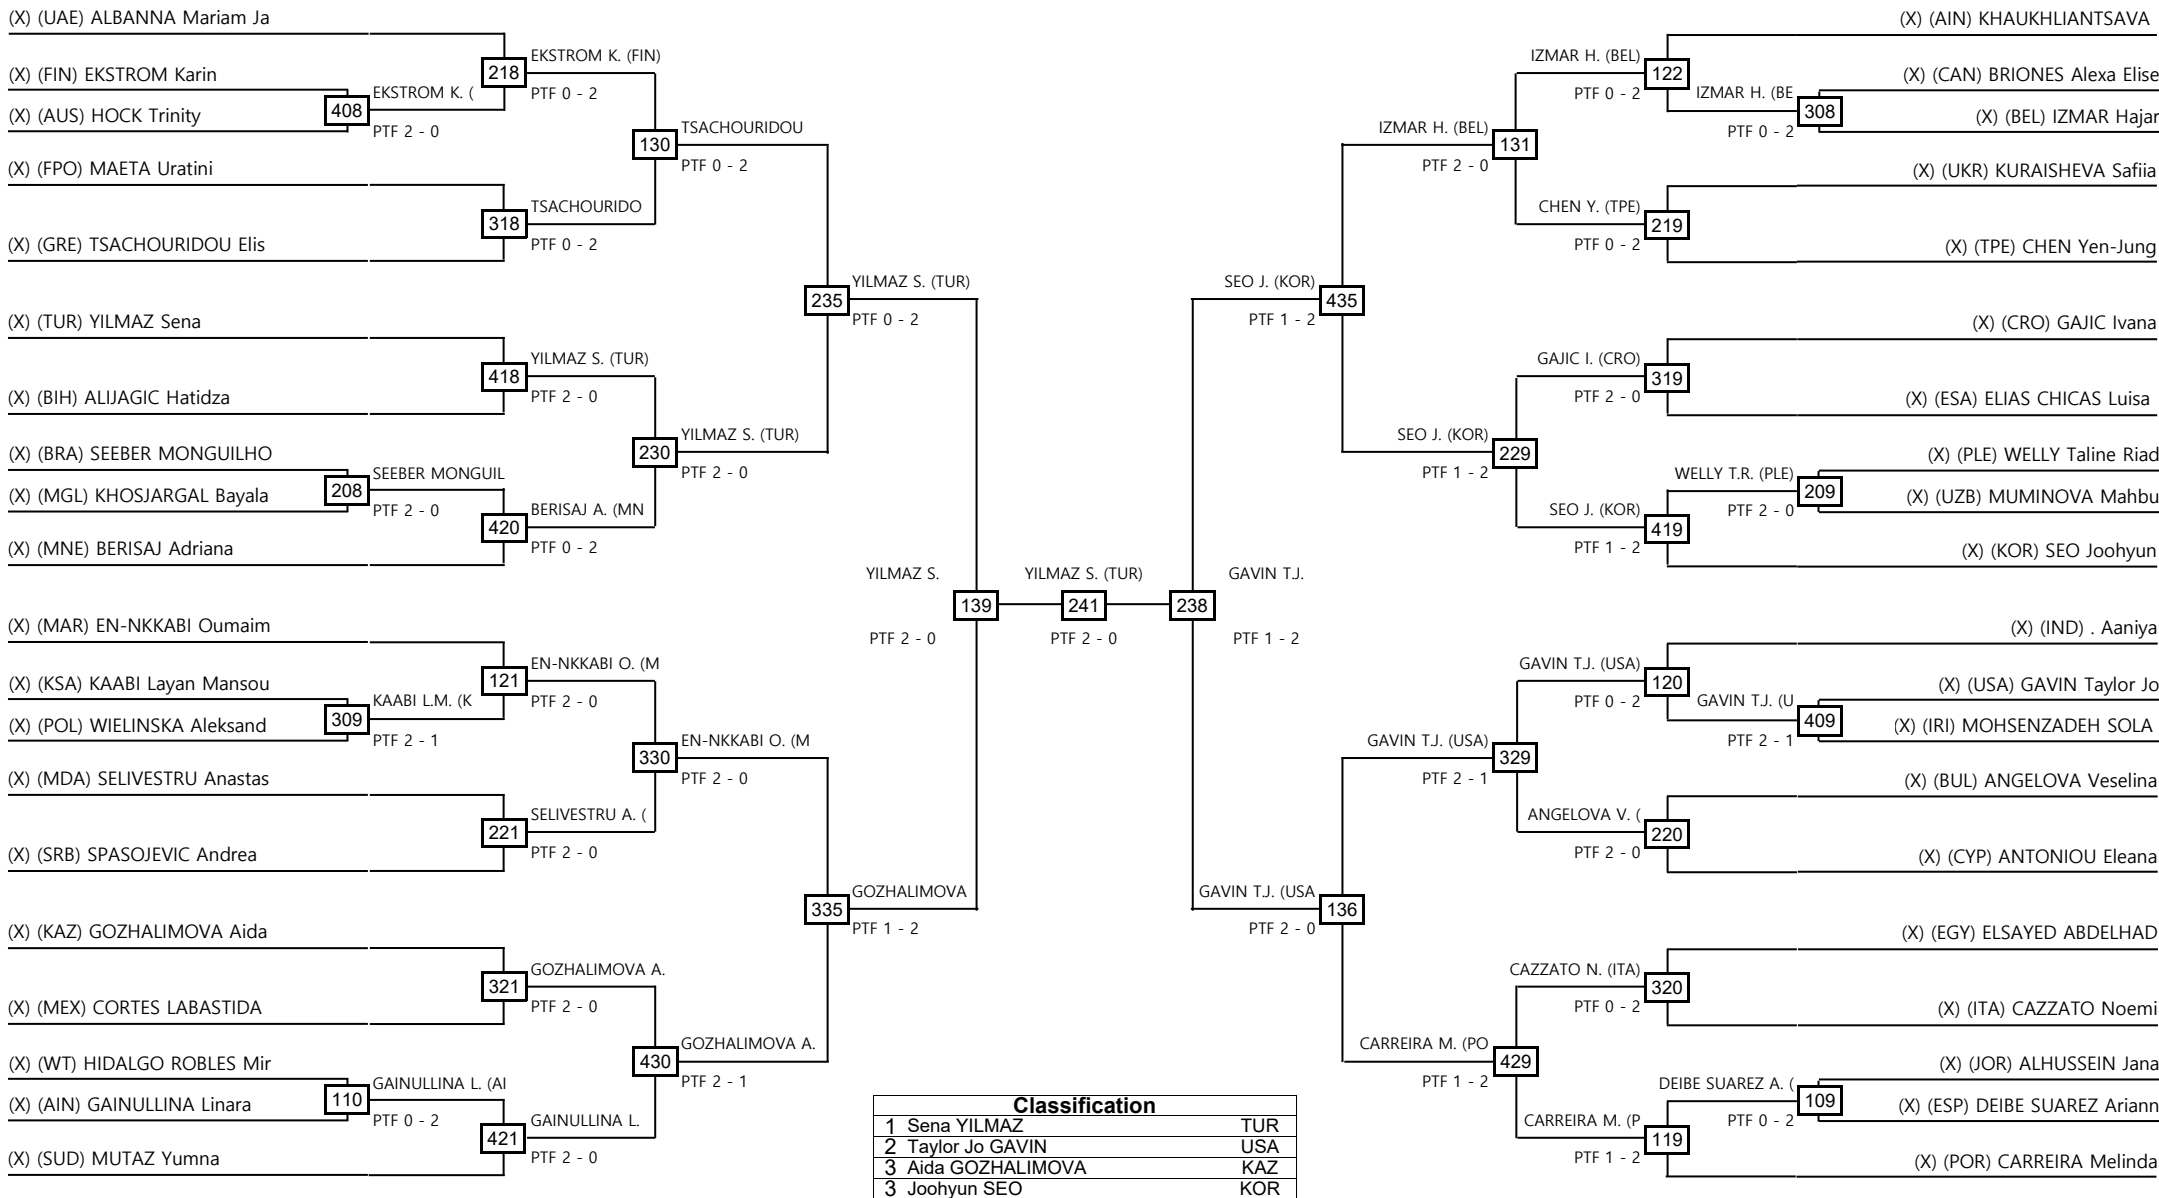 (X) (UAE) ALBANNA Mariam Ja
(X) (FIN) EKSTROM Karin
(X) (AUS) HOCK Trinity
(X) (FPO) MAETA Uratini
(X) (GRE) TSACHOURIDOU Elis
(X) (TUR) YILMAZ Sena
(X) (BIH) ALIJAGIC Hatidza
(X) (BRA) SEEBER MONGUILHO
(X) (MGL) KHOSJARGAL Bayala
(X) (MNE) BERISAJ Adriana
(X) (MAR) EN-NKKABI Oumaim
(X) (KSA) KAABI Layan Mansou
(X) (POL) WIELINSKA Aleksand
(X) (MDA) SELIVESTRU Anastas
(X) (SRB) SPASOJEVIC Andrea
(X) (KAZ) GOZHALIMOVA Aida
(X) (MEX) CORTES LABASTIDA
(X) (WT) HIDALGO ROBLES Mir
(X) (AIN) GAINULLINA Linara
(X) (SUD) MUTAZ Yumna
408
EKSTROM K. (
PTF 2 - 0
208
SEEBER MONGUIL
PTF 2 - 0
309
KAABI L.M. (K
PTF 2 - 1
110
GAINULLINA L. (AI
PTF 0 - 2
218
EKSTROM K. (FIN)
PTF 0 - 2
318
TSACHOURIDO
PTF 0 - 2
418
YILMAZ S. (TUR)
PTF 2 - 0
420
BERISAJ A. (MN
PTF 0 - 2
121
EN-NKKABI O. (M
PTF 2 - 0
221
SELIVESTRU A. (
PTF 2 - 0
321
GOZHALIMOVA A.
PTF 2 - 0
421
GAINULLINA L.
PTF 2 - 0
130
TSACHOURIDOU
PTF 0 - 2
230
YILMAZ S. (TUR)
PTF 2 - 0
330
EN-NKKABI O. (M
PTF 2 - 0
430
GOZHALIMOVA A.
PTF 2 - 1
235
YILMAZ S. (TUR)
PTF 0 - 2
335
GOZHALIMOVA
PTF 1 - 2
YILMAZ S.
139
PTF 2 - 0
YILMAZ S. (TUR)
241
PTF 2 - 0
GAVIN T.J.
238
PTF 1 - 2
SEO J. (KOR)
435
PTF 1 - 2
GAVIN T.J. (USA
136
PTF 2 - 0
IZMAR H. (BEL)
131
PTF 2 - 0
SEO J. (KOR)
229
PTF 1 - 2
GAVIN T.J. (USA)
329
PTF 2 - 1
CARREIRA M. (PO
429
PTF 1 - 2
IZMAR H. (BEL)
122
PTF 0 - 2
CHEN Y. (TPE)
219
PTF 0 - 2
GAJIC I. (CRO)
319
PTF 2 - 0
SEO J. (KOR)
419
PTF 1 - 2
GAVIN T.J. (USA)
120
PTF 0 - 2
ANGELOVA V. (
220
PTF 2 - 0
CAZZATO N. (ITA)
320
PTF 0 - 2
CARREIRA M. (P
119
PTF 1 - 2
IZMAR H. (BE
308
PTF 0 - 2
WELLY T.R. (PLE)
209
PTF 2 - 0
GAVIN T.J. (U
409
PTF 2 - 1
DEIBE SUAREZ A. (
109
PTF 0 - 2
(X) (AIN) KHAUKHLIANTSAVA
(X) (CAN) BRIONES Alexa Elise
(X) (BEL) IZMAR Hajar
(X) (UKR) KURAISHEVA Safiia
(X) (TPE) CHEN Yen-Jung
(X) (CRO) GAJIC Ivana
(X) (ESA) ELIAS CHICAS Luisa
(X) (PLE) WELLY Taline Riad
(X) (UZB) MUMINOVA Mahbu
(X) (KOR) SEO Joohyun
(X) (IND) . Aaniya
(X) (USA) GAVIN Taylor Jo
(X) (IRI) MOHSENZADEH SOLA
(X) (BUL) ANGELOVA Veselina
(X) (CYP) ANTONIOU Eleana
(X) (EGY) ELSAYED ABDELHAD
(X) (ITA) CAZZATO Noemi
(X) (JOR) ALHUSSEIN Jana
(X) (ESP) DEIBE SUAREZ Ariann
(X) (POR) CARREIRA Melinda
Classification
1 Sena YILMAZ TUR
2 Taylor Jo GAVIN USA
3 Aida GOZHALIMOVA KAZ
3 Joohyun SEO KOR